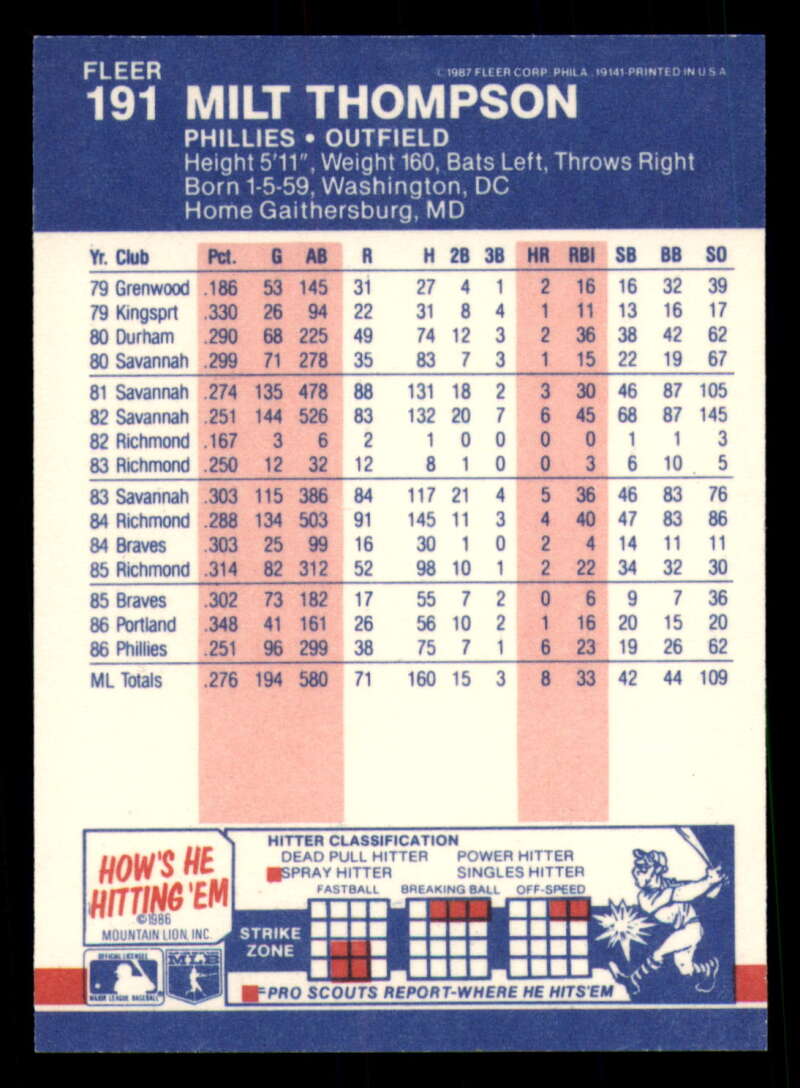 FLEER
©1987 FLEER CORP. PHILA., 19141-PRINTED IN U.S.A
191 MILT THOMPSON
PHILLIES • OUTFIELD
Height 5'11", Weight 160, Bats Left, Throws Right
Born 1-5-59, Washington, DC
Home Gaithersburg, MD
Yr. Club Pct. G AB R H 2B 3B HR RBI SB BB SO
79 Grenwood .186 53 145 31 27 4 1 2 16 16 32 39
79 Kingsprt .330 26 94 22 31 8 4 1 11 13 16 17
80 Durham .290 68 225 49 74 12 3 2 36 38 42 62
80 Savannah .299 71 278 35 83 7 3 1 15 22 19 67
81 Savannah .274 135 478 88 131 18 2 3 30 46 87 105
82 Savannah .251 144 526 83 132 20 7 6 45 68 87 145
82 Richmond .167 3 6 2 1 0 0 0 0 1 1 3
83 Richmond .250 12 32 12 8 1 0 0 3 6 10 5
83 Savannah .303 115 386 84 117 21 4 5 36 46 83 76
84 Richmond .288 134 503 91 145 11 3 4 40 47 83 86
84 Braves .303 25 99 16 30 1 0 2 4 14 11 11
85 Richmond .314 82 312 52 98 10 1 2 22 34 32 30
85 Braves .302 73 182 17 55 7 2 0 6 9 7 36
86 Portland .348 41 161 26 56 10 2 1 16 20 15 20
86 Phillies .251 96 299 38 75 7 1 6 23 19 26 62
ML Totals .276 194 580 71 160 15 3 8 33 42 44 109
HOW'S HE
HITTING 'EM
©1986
MOUNTAIN LION, INC.
HITTER CLASSIFICATION
DEAD PULL HITTER POWER HITTER
SPRAY HITTER SINGLES HITTER
FASTBALL BREAKING BALL OFF-SPEED
STRIKE
ZONE
OFFICIAL LICENSEE
MAJOR LEAGUE BASEBALL
MLB
=PRO SCOUTS REPORT-WHERE HE HITS'EM